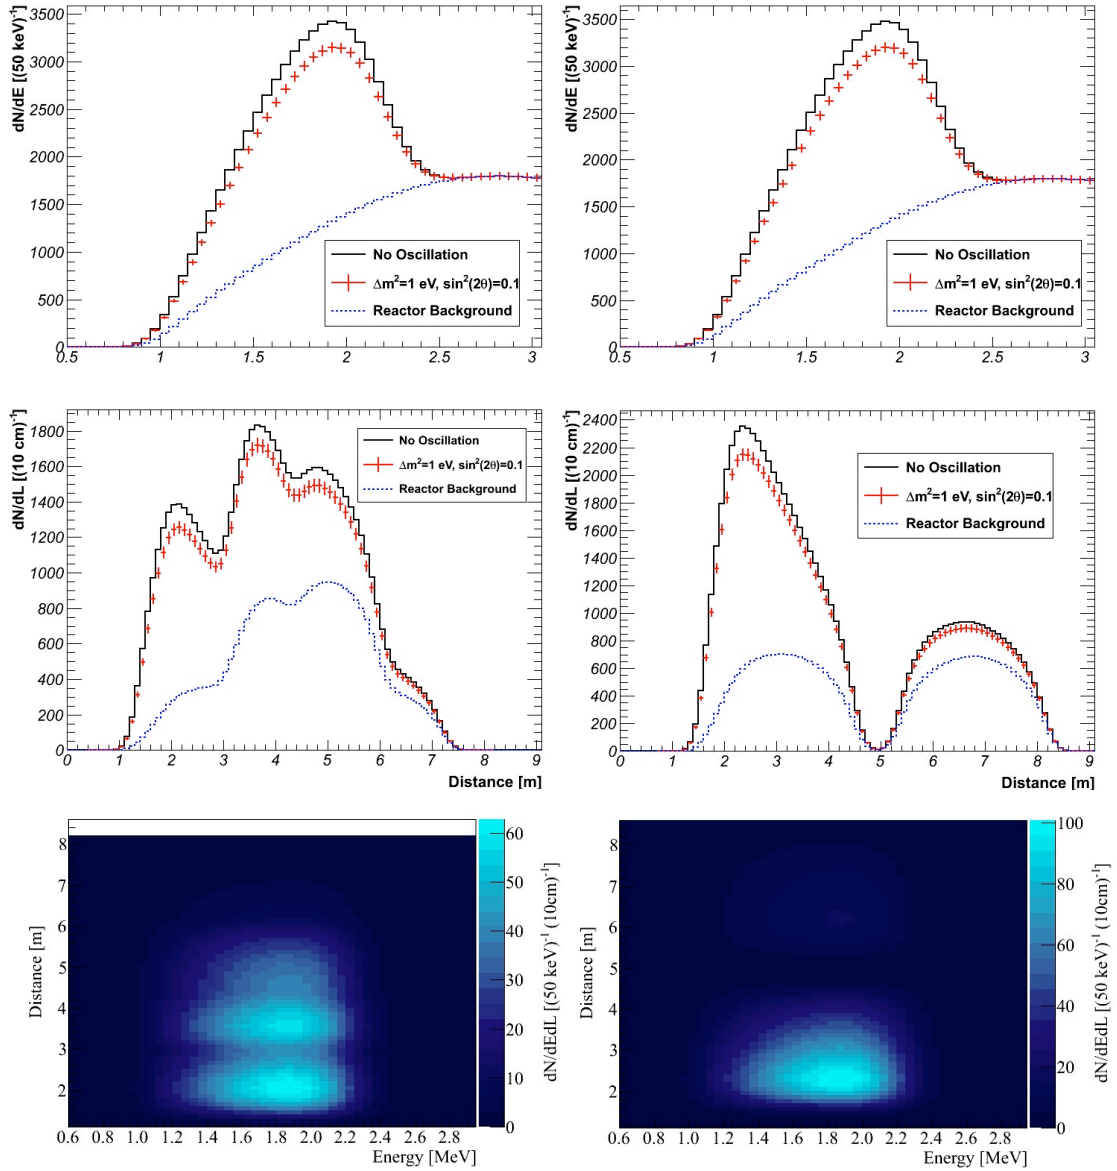 dN/dE [(50 keV)⁻¹]
3500
3000
2500
2000
1500
1000
500
0
0.5 1 1.5 2 2.5 3
No Oscillation
Δm²=1 eV, sin²(2θ)=0.1
Reactor Background
dN/dE [(50 keV)⁻¹]
3500
3000
2500
2000
1500
1000
500
0
0.5 1 1.5 2 2.5 3
No Oscillation
Δm²=1 eV, sin²(2θ)=0.1
Reactor Background
dN/dL [(10 cm)⁻¹]
1800
1600
1400
1200
1000
800
600
400
200
0
0 1 2 3 4 5 6 7 8 9
Distance [m]
No Oscillation
Δm²=1 eV, sin²(2θ)=0.1
Reactor Background
dN/dL [(10 cm)⁻¹]
2400
2200
2000
1800
1600
1400
1200
1000
800
600
400
200
0
0 1 2 3 4 5 6 7 8 9
Distance [m]
No Oscillation
Δm²=1 eV, sin²(2θ)=0.1
Reactor Background
Distance [m]
8
7
6
5
4
3
2
1
0.6 0.8 1.0 1.2 1.4 1.6 1.8 2.0 2.2 2.4 2.6 2.8
Energy [MeV]
60
50
40
30
20
10
0
dN/dEdL [(50 keV)⁻¹ (10cm)⁻¹]
Distance [m]
8
7
6
5
4
3
2
1
0.6 0.8 1.0 1.2 1.4 1.6 1.8 2.0 2.2 2.4 2.6 2.8
Energy [MeV]
100
80
60
40
20
0
dN/dEdL [(50 keV)⁻¹ (10cm)⁻¹]